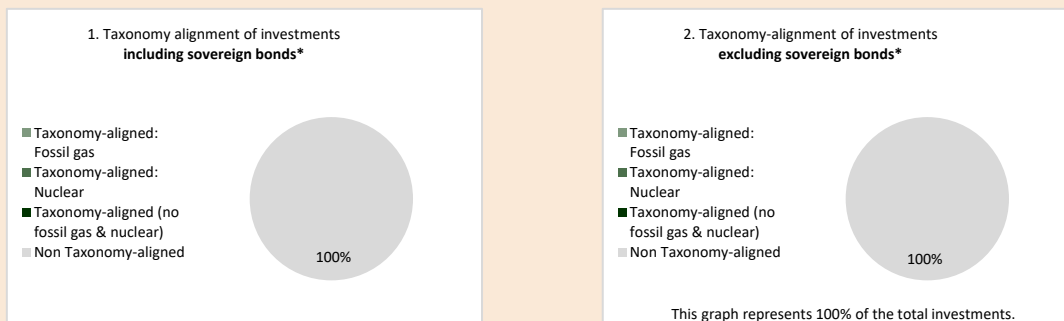 1. Taxonomy alignment of investments
including sovereign bonds*
Taxonomy-aligned:
Fossil gas
Taxonomy-aligned:
Nuclear
Taxonomy-aligned (no
fossil gas & nuclear)
Non Taxonomy-aligned
100%
2. Taxonomy-alignment of investments
excluding sovereign bonds*
Taxonomy-aligned:
Fossil gas
Taxonomy-aligned:
Nuclear
Taxonomy-aligned (no
fossil gas & nuclear)
Non Taxonomy-aligned
100%
This graph represents 100% of the total investments.